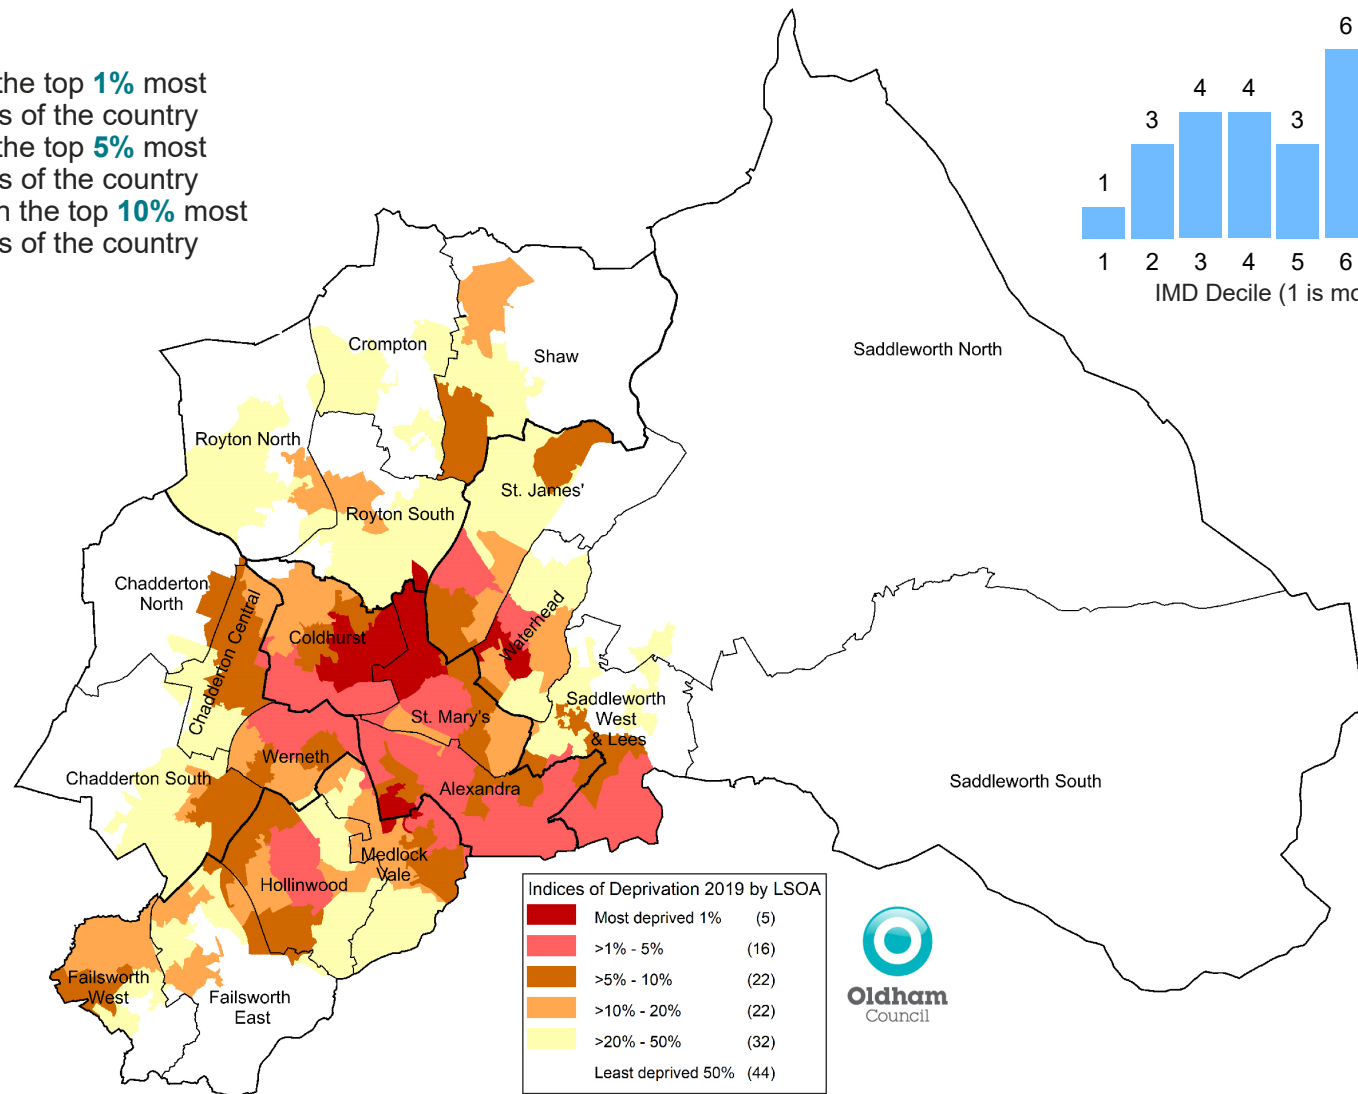 the top 1% most
s of the country
the top 5% most
s of the country
n the top 10% most
s of the country
6
4
4
3
3
1
1
2
3
4
5
6
IMD Decile (1 is mo
Crompton
Shaw
Saddleworth North
Royton North
St. James'
Royton South
Chadderton
North
Chadderton Central
Coldhurst
Waterhead
St. Mary's
Saddleworth
West
& Lees
Werneth
Chadderton South
Alexandra
Saddleworth South
Medlock
Vale
Hollinwood
Failsworth
West
Failsworth
East
Indices of Deprivation 2019 by LSOA
Most deprived 1% (5)
>1% - 5% (16)
>5% - 10% (22)
>10% - 20% (22)
>20% - 50% (32)
Least deprived 50% (44)
Oldham
Council